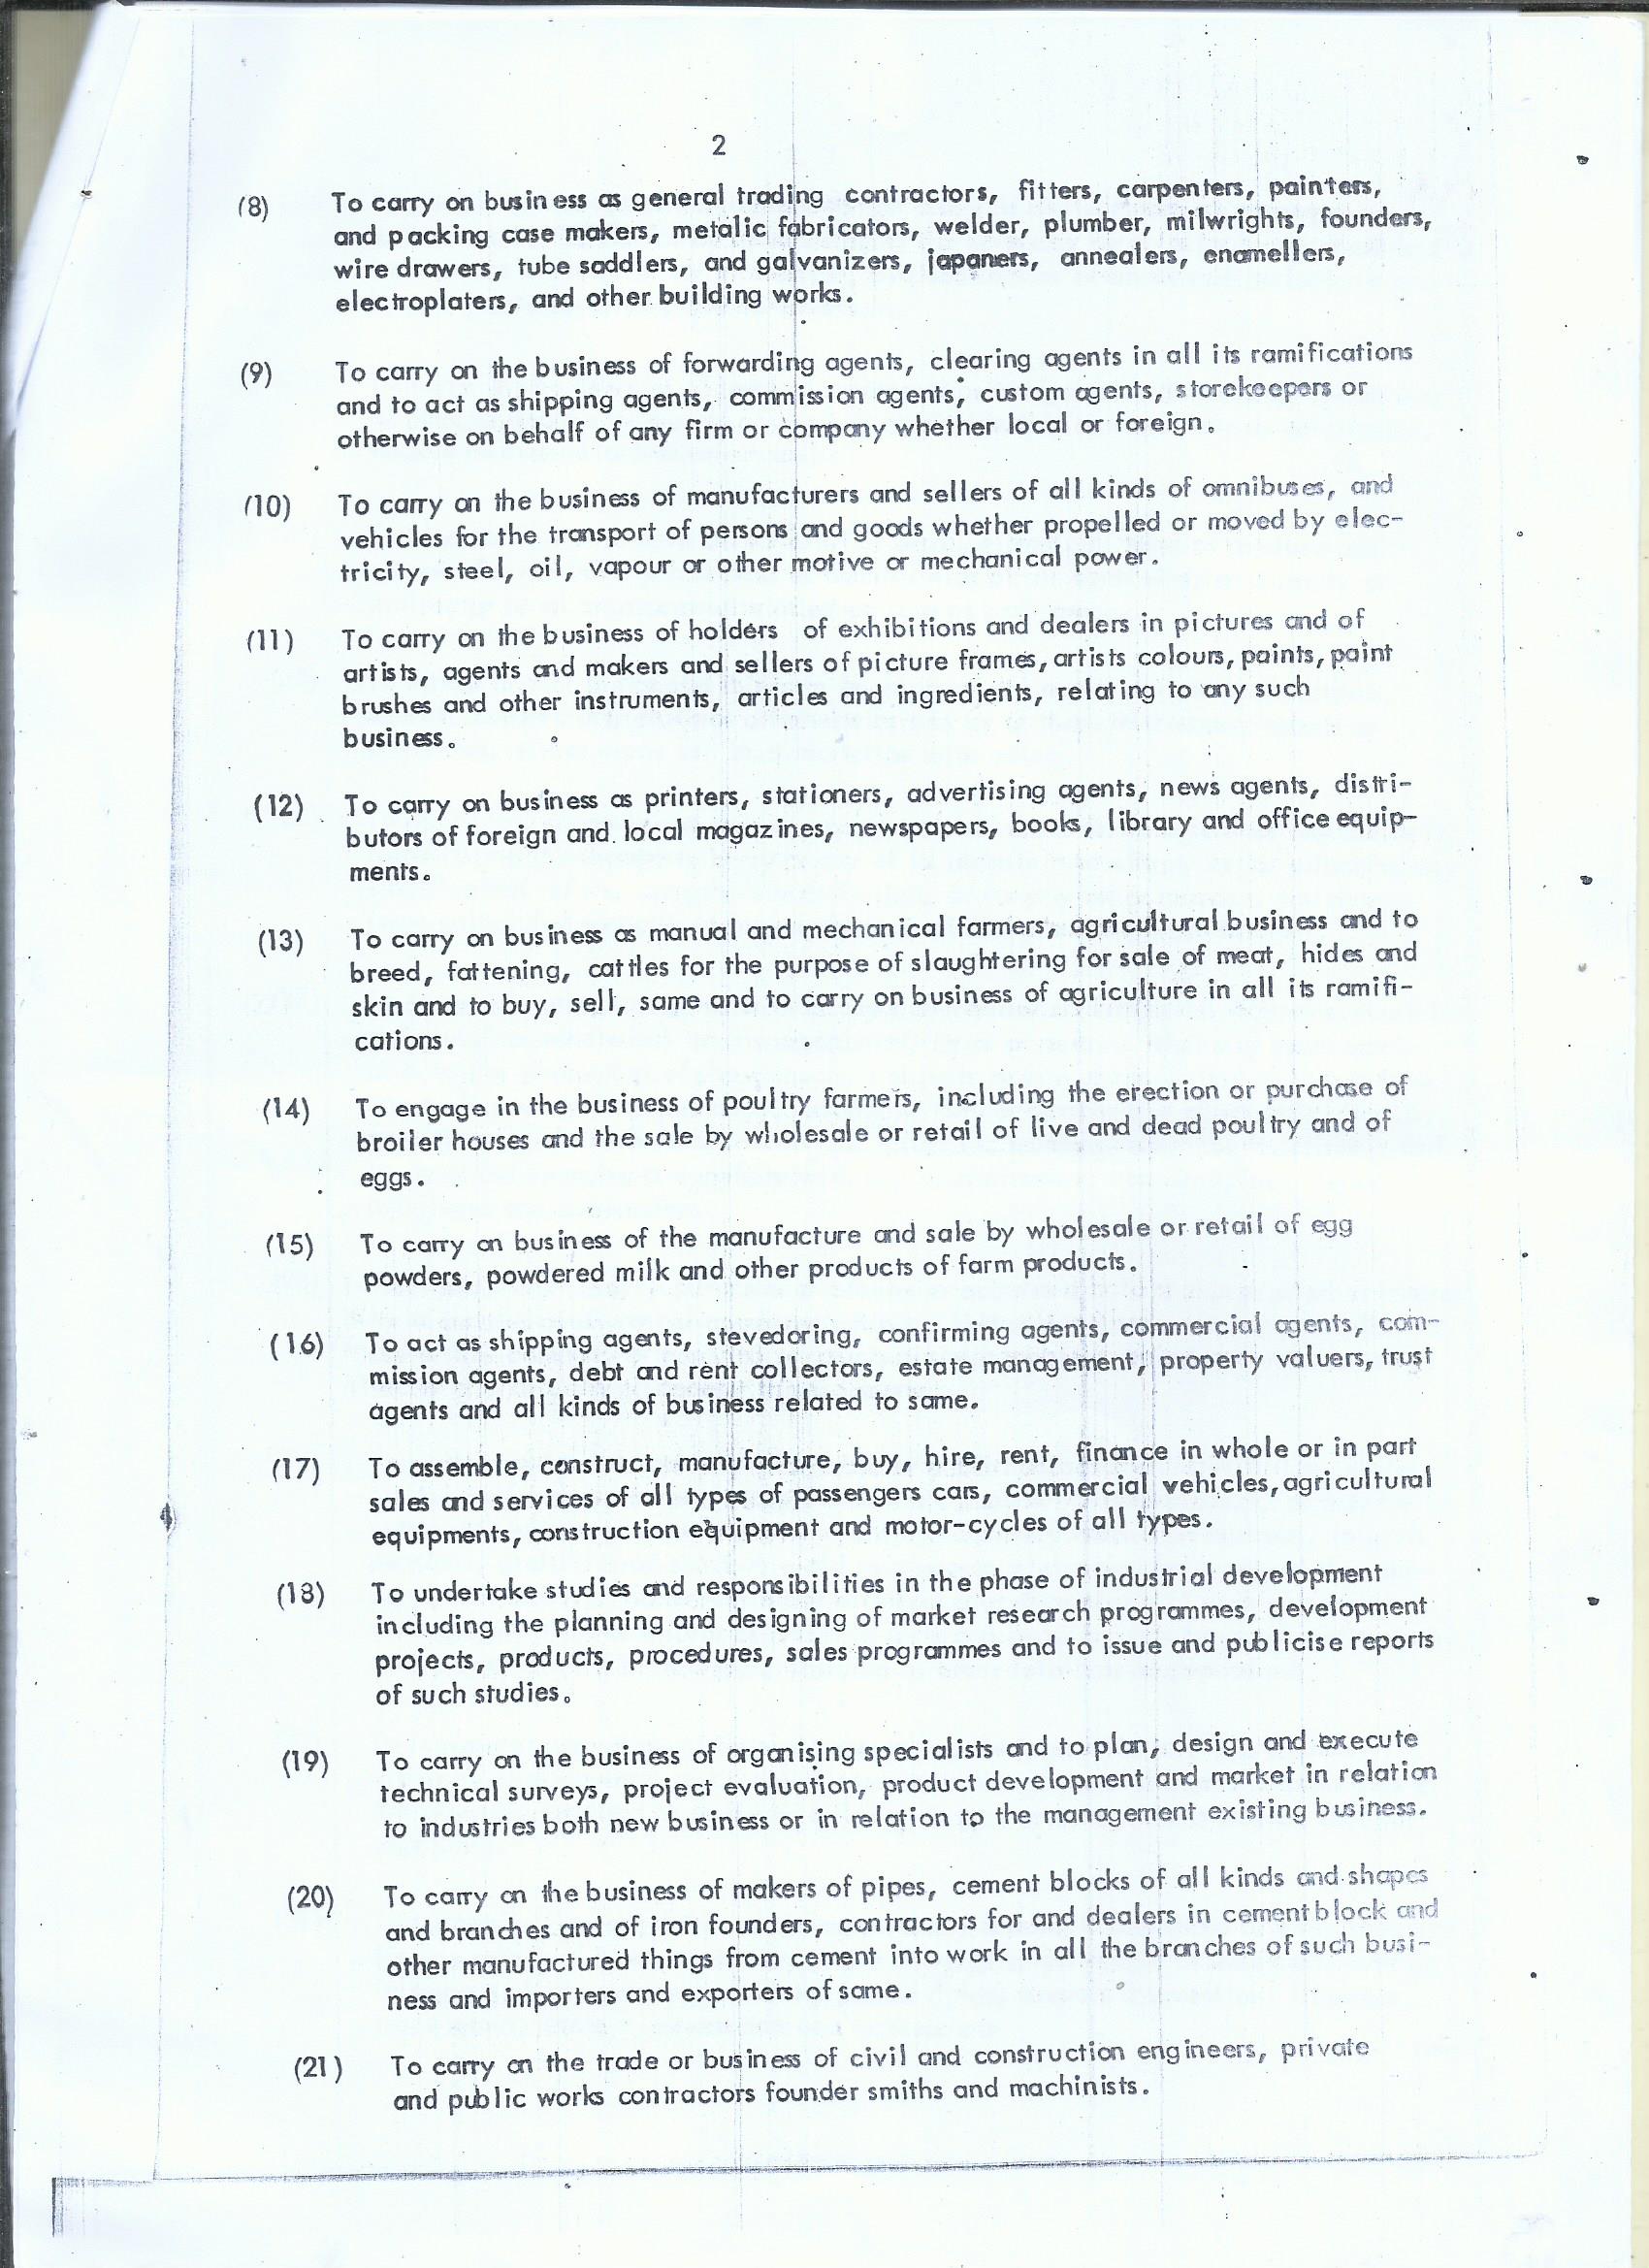 2
(8) To carry on business as general trading contractors, fitters, carpenters, painters,
and packing case makers, metalic fabricators, welder, plumber, milwrights, founders,
wire drawers, tube saddlers, and galvanizers, japaners, annealers, enamellers,
electroplaters, and other building works.
(9) To carry on the business of forwarding agents, clearing agents in all its ramifications
and to act as shipping agents, commission agents, custom agents, storekeepers or
otherwise on behalf of any firm or company whether local or foreign.
(10) To carry on the business of manufacturers and sellers of all kinds of omnibuses, and
vehicles for the transport of persons and goods whether propelled or moved by elec-
tricity, steel, oil, vapour or other motive or mechanical power.
(11) To carry on the business of holders of exhibitions and dealers in pictures and of
artists, agents and makers and sellers of picture frames, artists colours, paints, paint
brushes and other instruments, articles and ingredients, relating to any such
business.
(12) To carry on business as printers, stationers, advertising agents, news agents, distri-
butors of foreign and local magazines, newspapers, books, library and office equip-
ments.
(13) To carry on business as manual and mechanical farmers, agricultural business and to
breed, fattening, cattles for the purpose of slaughtering for sale of meat, hides and
skin and to buy, sell, same and to carry on business of agriculture in all its ramifi-
cations.
(14) To engage in the business of poultry farmers, including the erection or purchase of
broiler houses and the sale by wholesale or retail of live and dead poultry and of
eggs.
(15) To carry on business of the manufacture and sale by wholesale or retail of egg
powders, powdered milk and other products of farm products.
(16) To act as shipping agents, stevedoring, confirming agents, commercial agents, com-
mission agents, debt and rent collectors, estate management, property valuers, trust
agents and all kinds of business related to same.
(17) To assemble, construct, manufacture, buy, hire, rent, finance in whole or in part
sales and services of all types of passengers cars, commercial vehicles, agricultural
equipments, construction equipment and motor-cycles of all types.
(18) To undertake studies and responsibilities in the phase of industrial development
including the planning and designing of market research programmes, development
projects, products, procedures, sales programmes and to issue and publicise reports
of such studies.
(19) To carry on the business of organising specialists and to plan, design and execute
technical surveys, project evaluation, product development and market in relation
to industries both new business or in relation to the management existing business.
(20) To carry on the business of makers of pipes, cement blocks of all kinds and shapes
and branches and of iron founders, contractors for and dealers in cement block and
other manufactured things from cement into work in all the branches of such busi-
ness and importers and exporters of same.
(21) To carry on the trade or business of civil and construction engineers, private
and public works contractors founder smiths and machinists.